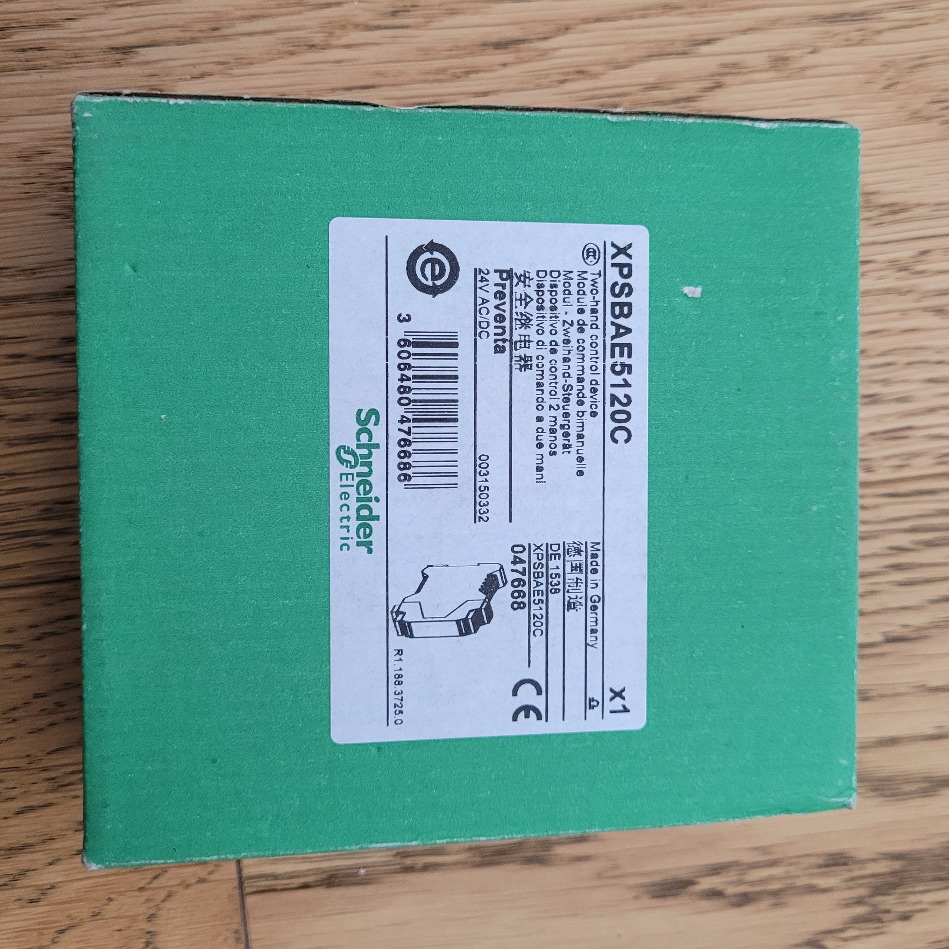 XPSBAE5120C
x1
Two-hand control device
Module de commande bimanuelle
Modul - Zweihand-Steuergerät
Dispositivo de control 2 manos
Dispositivo di comando a due mani
安全继电器
Preventa
24V AC/DC
003150332
Made in Germany
德国制造
DE 1538
XPSBAE5120C
047668
CE
3 606480 476686
R1.188.3725.0
Schneider
Electric